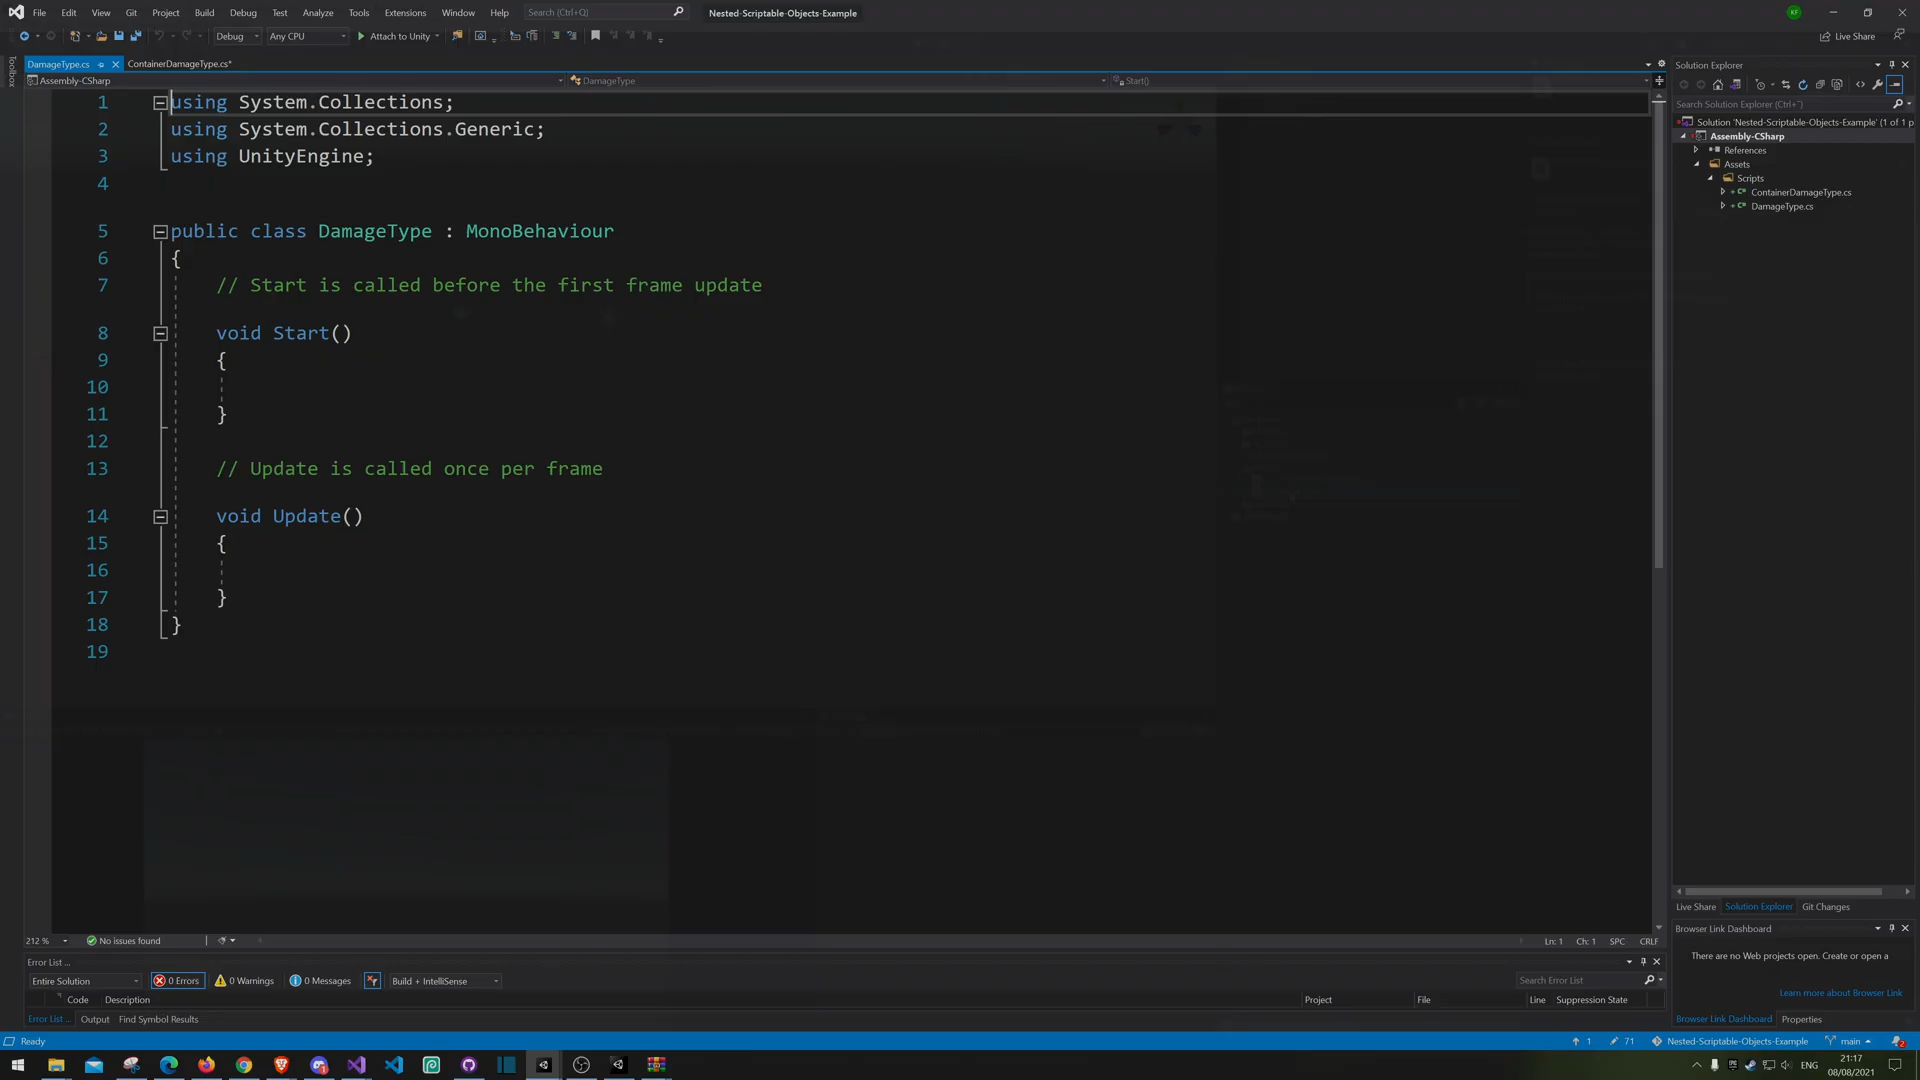 File Edit View Git Project Build Debug Test Analyze Tools Extensions Window Help Search (Ctrl+Q) Nested-Scriptable-Objects-Example KF
Debug Any CPU Attach to Unity Live Share
Toolbox
DamageType.cs ContainerDamageType.cs*
Assembly-CSharp DamageType Start()
1 using System.Collections;
2 using System.Collections.Generic;
3 using UnityEngine;
4
5 public class DamageType : MonoBehaviour
6 {
7 // Start is called before the first frame update
8 void Start()
9 {
10
11 }
12
13 // Update is called once per frame
14 void Update()
15 {
16
17 }
18 }
19
212 % No issues found Ln: 1 Ch: 1 SPC CRLF
Solution Explorer
Search Solution Explorer (Ctrl+¨)
Solution 'Nested-Scriptable-Objects-Example' (1 of 1 p
Assembly-CSharp
References
Assets
Scripts
ContainerDamageType.cs
DamageType.cs
Live Share Solution Explorer Git Changes
Browser Link Dashboard
There are no Web projects open. Create or open a
Learn more about Browser Link
Browser Link Dashboard Properties
Error List ...
Entire Solution 0 Errors 0 Warnings 0 Messages Build + IntelliSense Search Error List
Code Description Project File Line Suppression State
Error List ... Output Find Symbol Results
Ready 1 71 Nested-Scriptable-Objects-Example main 2
ENG 21:17
08/08/2021